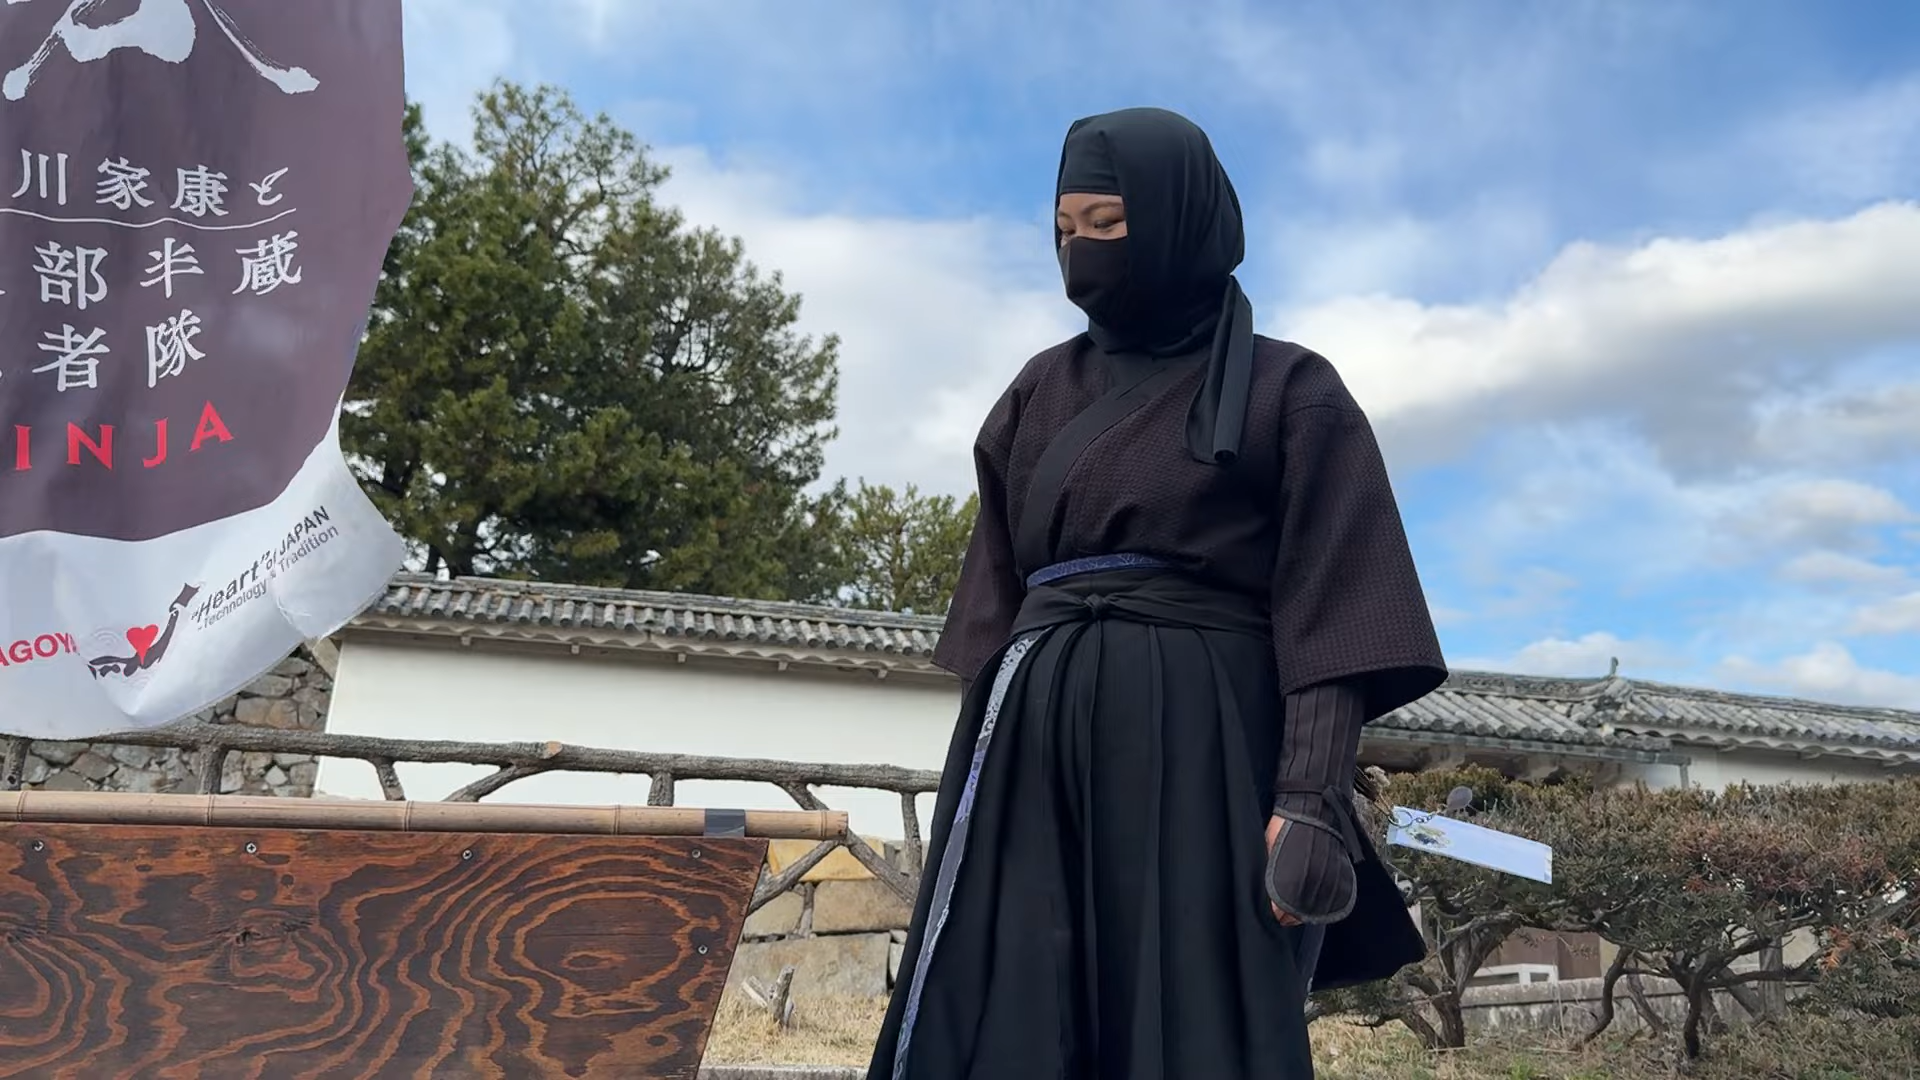 川家康と
部半蔵
者隊
INJA
"Heart" of JAPAN
~Technology & Tradition
AGOYA